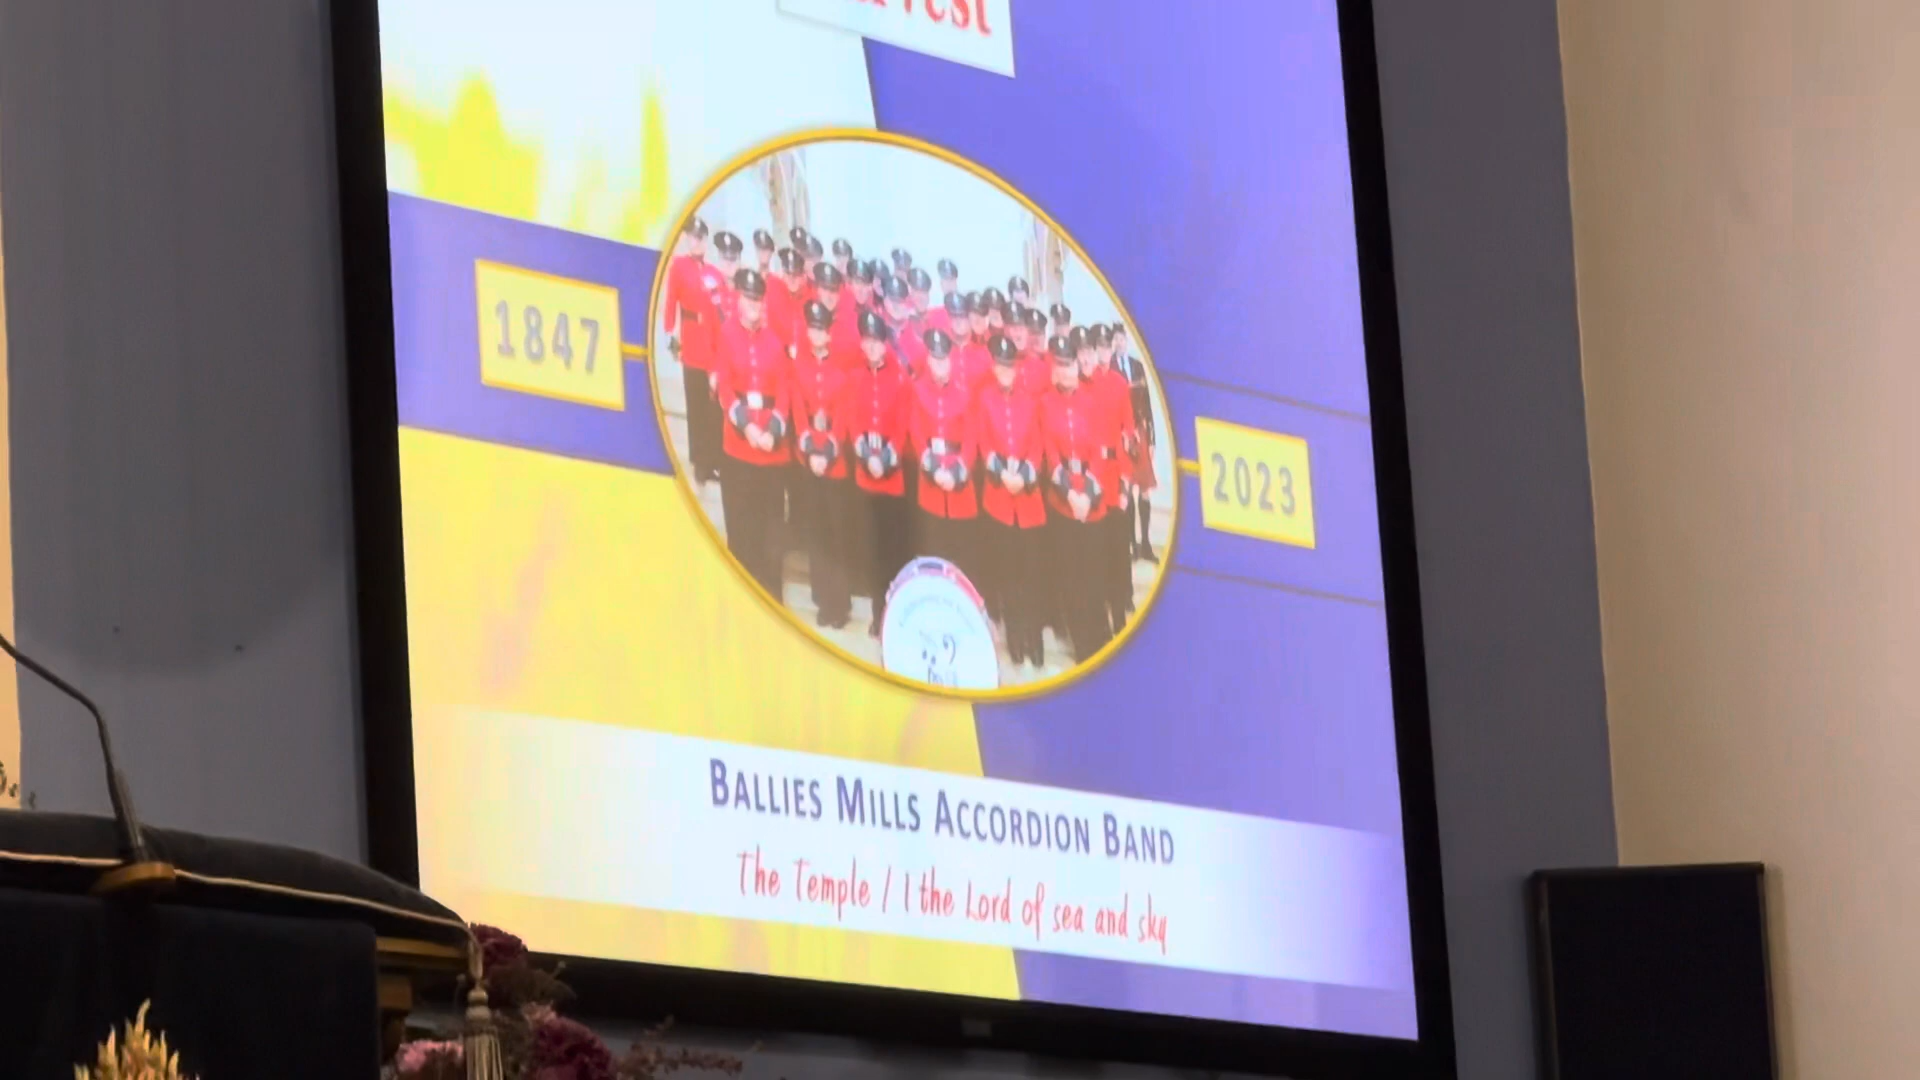 1847
2023
BALLIES MILLS ACCORDION BAND
The Temple / I the Lord of sea and sky